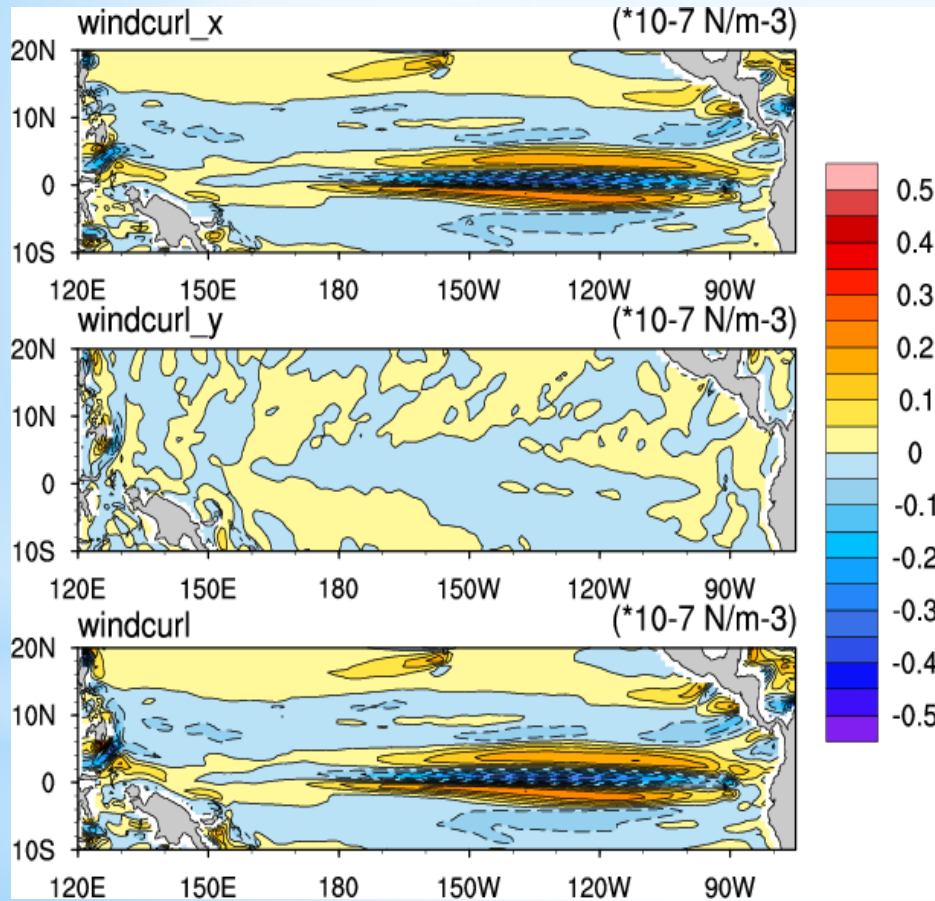 windcurl_x (*10-7 N/m-3)
20N
10N
0
10S
120E 150E 180 150W 120W 90W
windcurl_y (*10-7 N/m-3)
20N
10N
0
10S
120E 150E 180 150W 120W 90W
windcurl (*10-7 N/m-3)
20N
10N
0
10S
120E 150E 180 150W 120W 90W
0.5
0.4
0.3
0.2
0.1
0
-0.1
-0.2
-0.3
-0.4
-0.5